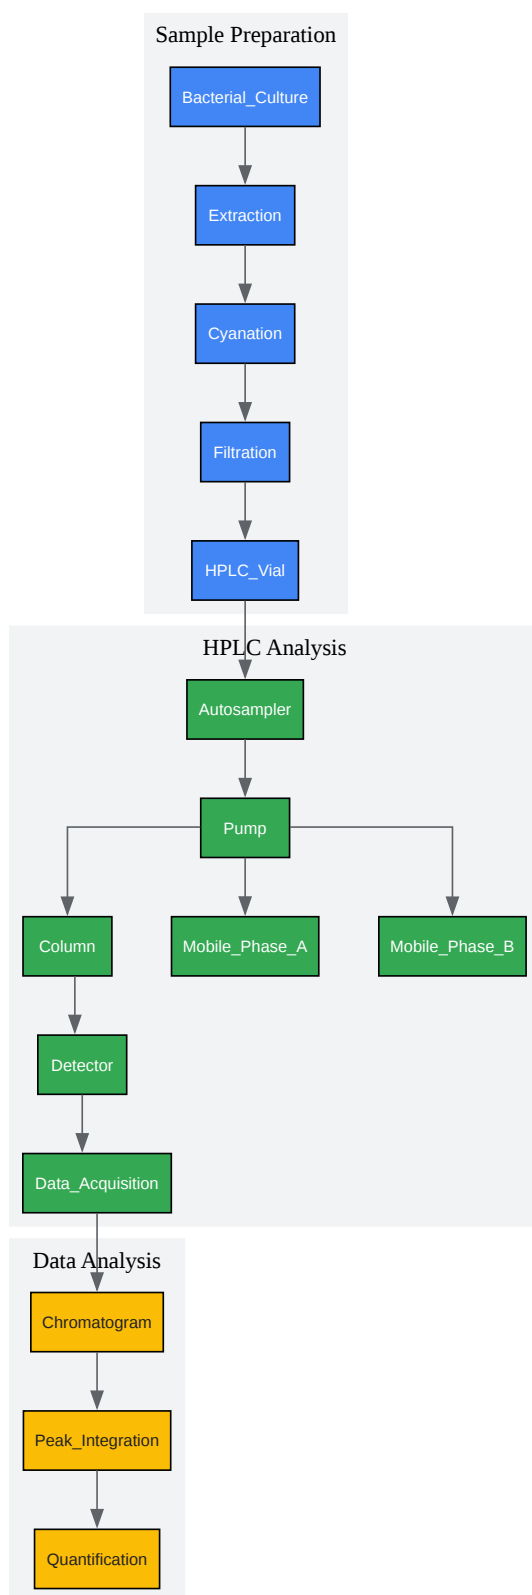 Sample Preparation
Bacterial_Culture
Extraction
Cyanation
Filtration
HPLC_Vial
HPLC Analysis
Autosampler
Pump
Column
Mobile_Phase_A
Mobile_Phase_B
Detector
Data_Acquisition
Data Analysis
Chromatogram
Peak_Integration
Quantification